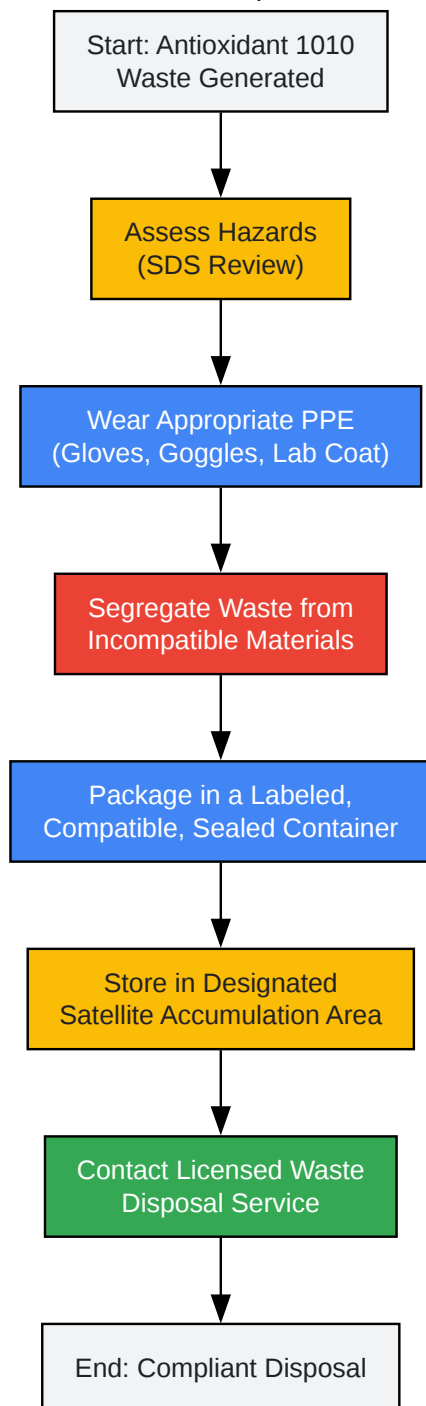 Start: Antioxidant 1010
Waste Generated
Assess Hazards
(SDS Review)
Wear Appropriate PPE
(Gloves, Goggles, Lab Coat)
Segregate Waste from
Incompatible Materials
Package in a Labeled,
Compatible, Sealed Container
Store in Designated
Satellite Accumulation Area
Contact Licensed Waste
Disposal Service
End: Compliant Disposal